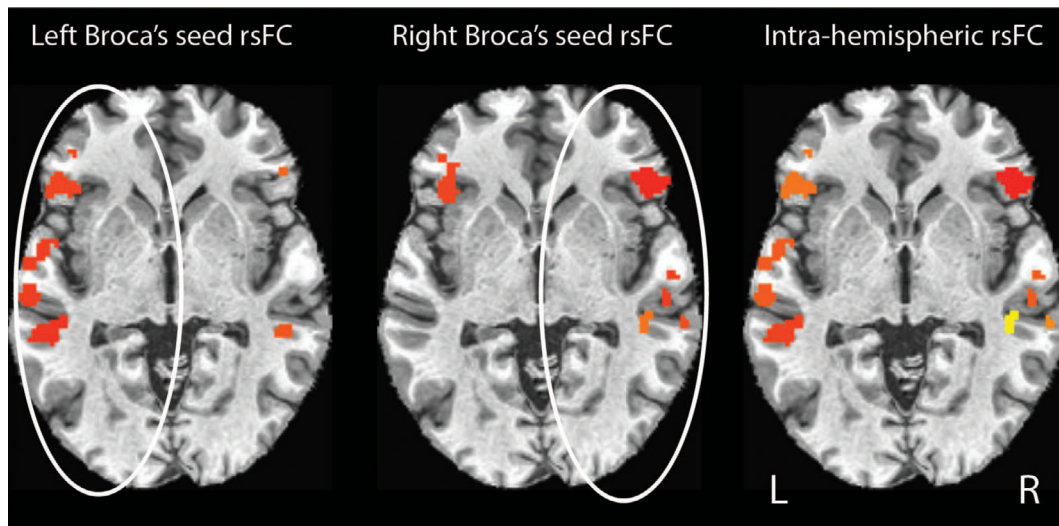 Left Broca's seed rsFC
Right Broca's seed rsFC
Intra-hemispheric rsFC
L
R